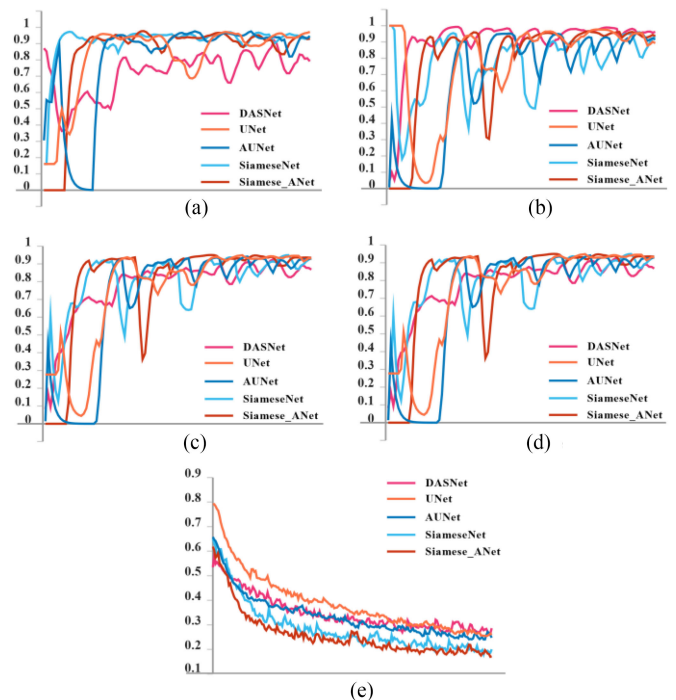 1
0.9
0.8
0.7
0.6
0.5
0.4
0.3
0.2
0.1
0
DASNet
UNet
AUNet
SiameseNet
Siamese_ANet
(a)
1
0.9
0.8
0.7
0.6
0.5
0.4
0.3
0.2
0.1
0
DASNet
UNet
AUNet
SiameseNet
Siamese_ANet
(b)
1
0.9
0.8
0.7
0.6
0.5
0.4
0.3
0.2
0.1
0
DASNet
UNet
AUNet
SiameseNet
Siamese_ANet
(c)
1
0.9
0.8
0.7
0.6
0.5
0.4
0.3
0.2
0.1
0
DASNet
UNet
AUNet
SiameseNet
Siamese_ANet
(d)
0.9
0.8
0.7
0.6
0.5
0.4
0.3
0.2
0.1
DASNet
UNet
AUNet
SiameseNet
Siamese_ANet
(e)